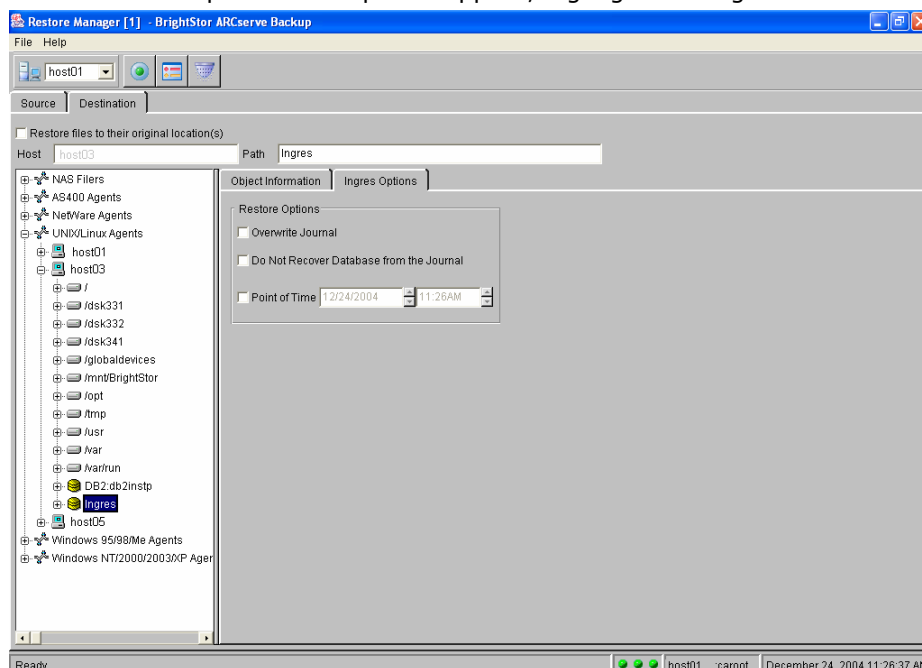 Restore Manager [1] - BrightStor ARCserve Backup
File Help
host01
Source Destination
Restore files to their original location(s)
Host host03 Path Ingres
NAS Filers
AS400 Agents
NetWare Agents
UNIX/Linux Agents
host01
host03
/
/dsk331
/dsk332
/dsk341
/globaldevices
/mnt/BrightStor
/opt
/tmp
/usr
/var
/var/run
DB2:db2instp
Ingres
host05
Windows 95/98/Me Agents
Windows NT/2000/2003/XP Ager
Object Information Ingres Options
Restore Options
Overwrite Journal
Do Not Recover Database from the Journal
Point of Time 12/24/2004 11:26AM
Ready host01 :caroot December 24, 2004 11:26:37 AM